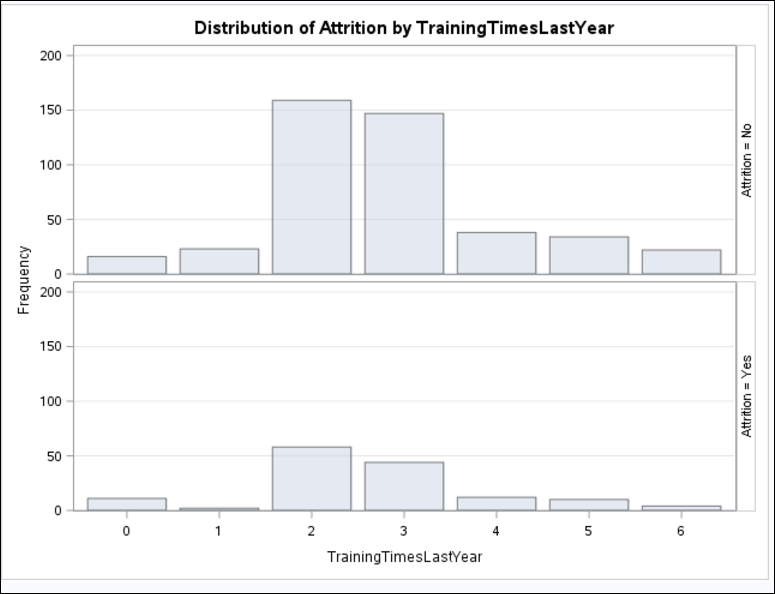 Distribution of Attrition by TrainingTimesLastYear
200
150
100
50
0
Attrition = No
Frequency
200
150
100
50
0
Attrition = Yes
0 1 2 3 4 5 6
TrainingTimesLastYear